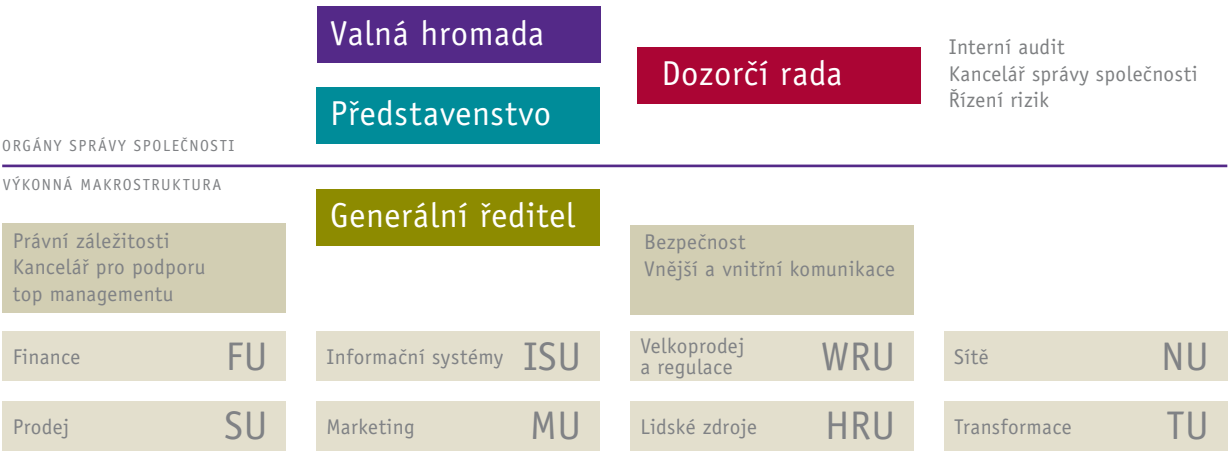 Valná hromada
Dozorčí rada
Interní audit
Kancelář správy společnosti
Řízení rizik
Představenstvo
ORGÁNY SPRÁVY SPOLEČNOSTI
VÝKONNÁ MAKROSTRUKTURA
Generální ředitel
Právní záležitosti
Kancelář pro podporu
top managementu
Bezpečnost
Vnější a vnitřní komunikace
Finance FU
Informační systémy ISU
Velkoprodej
a regulace WRU
Sítě NU
Prodej SU
Marketing MU
Lidské zdroje HRU
Transformace TU